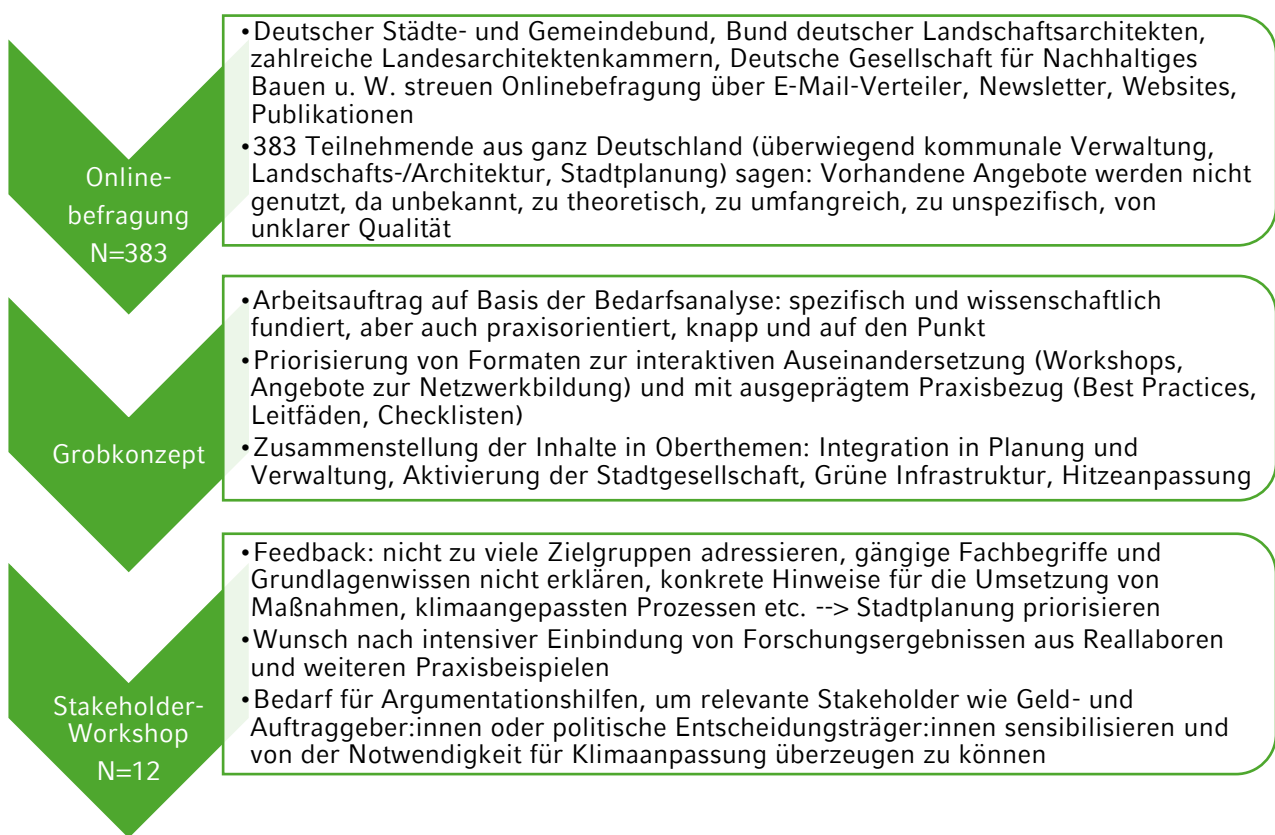 Online-
befragung
N=383
•Deutscher Städte- und Gemeindebund, Bund deutscher Landschaftsarchitekten,
zahlreiche Landesarchitektenkammern, Deutsche Gesellschaft für Nachhaltiges
Bauen u. W. streuen Onlinebefragung über E-Mail-Verteiler, Newsletter, Websites,
Publikationen
•383 Teilnehmende aus ganz Deutschland (überwiegend kommunale Verwaltung,
Landschafts-/Architektur, Stadtplanung) sagen: Vorhandene Angebote werden nicht
genutzt, da unbekannt, zu theoretisch, zu umfangreich, zu unspezifisch, von
unklarer Qualität
Grobkonzept
•Arbeitsauftrag auf Basis der Bedarfsanalyse: spezifisch und wissenschaftlich
fundiert, aber auch praxisorientiert, knapp und auf den Punkt
•Priorisierung von Formaten zur interaktiven Auseinandersetzung (Workshops,
Angebote zur Netzwerkbildung) und mit ausgeprägtem Praxisbezug (Best Practices,
Leitfäden, Checklisten)
•Zusammenstellung der Inhalte in Oberthemen: Integration in Planung und
Verwaltung, Aktivierung der Stadtgesellschaft, Grüne Infrastruktur, Hitzeanpassung
Stakeholder-
Workshop
N=12
•Feedback: nicht zu viele Zielgruppen adressieren, gängige Fachbegriffe und
Grundlagenwissen nicht erklären, konkrete Hinweise für die Umsetzung von
Maßnahmen, klimaangepassten Prozessen etc. --> Stadtplanung priorisieren
•Wunsch nach intensiver Einbindung von Forschungsergebnissen aus Reallaboren
und weiteren Praxisbeispielen
•Bedarf für Argumentationshilfen, um relevante Stakeholder wie Geld- und
Auftraggeber:innen oder politische Entscheidungsträger:innen sensibilisieren und
von der Notwendigkeit für Klimaanpassung überzeugen zu können